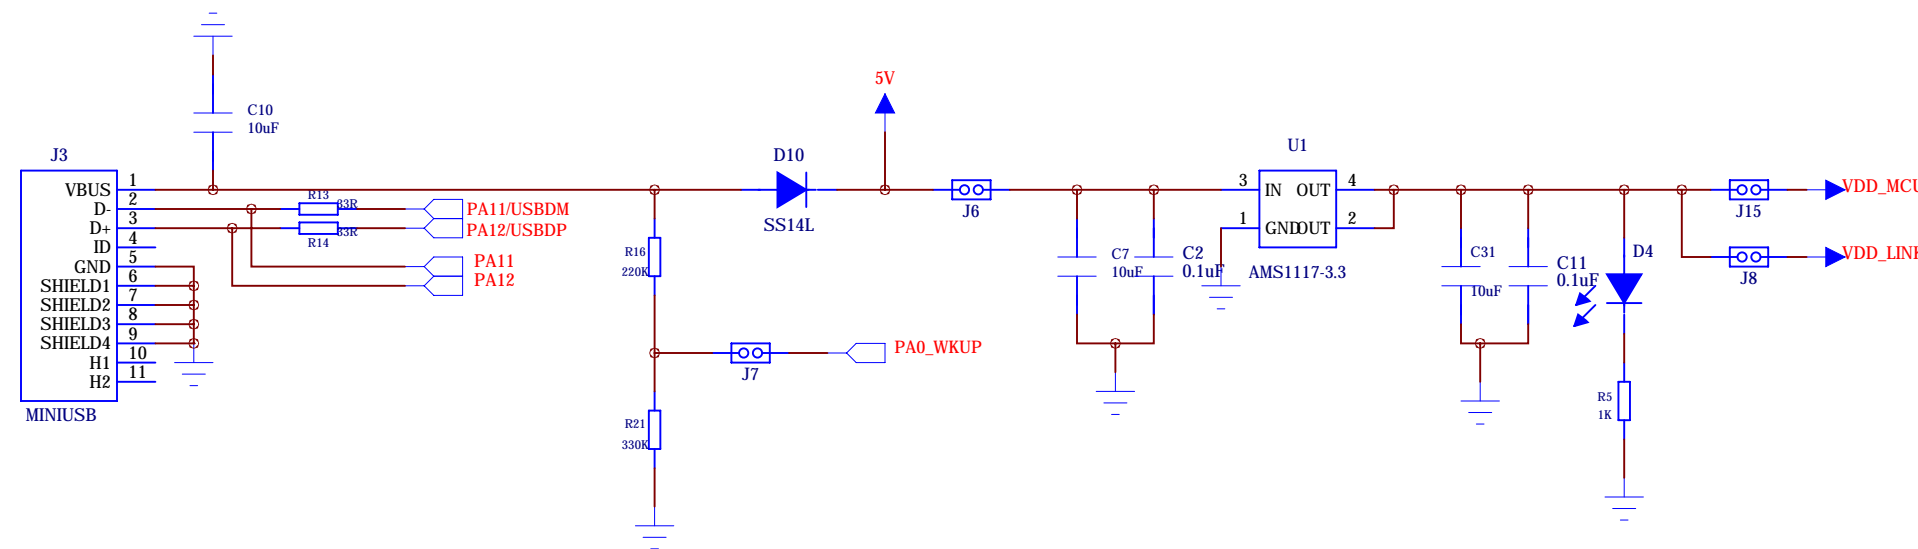 C10
10uF
J3
VBUS 1
D- 2
D+ 3
ID 4
GND 5
SHIELD1 6
SHIELD2 7
SHIELD3 8
SHIELD4 9
H1 10
H2 11
MINIUSB
R13
33R
R14
33R
PA11/USBDM
PA12/USBDP
PA11
PA12
R16
220K
R21
330K
J7
PA0_WKUP
D10
SS14L
5V
J6
C7
10uF
C2
0.1uF
U1
3 IN OUT 4
1 GND OUT 2
AMS1117-3.3
C31
10uF
C11
0.1uF
D4
R5
1K
J15
VDD_MCU
J8
VDD_LINK